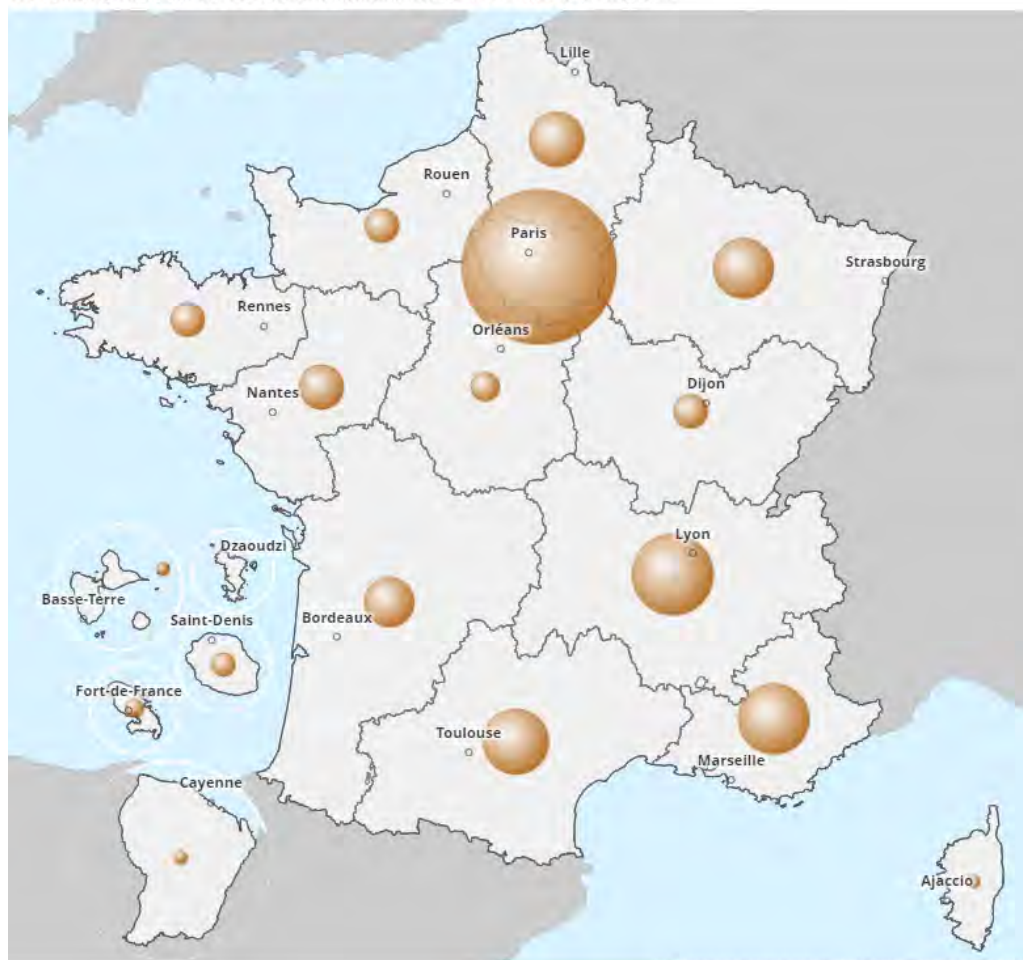 Lille
Rouen
Paris
Strasbourg
Rennes
Orléans
Dijon
Nantes
Lyon
Dzaoudzi
Basse-Terre
Saint-Denis
Bordeaux
Fort-de-France
Toulouse
Marseille
Cayenne
Ajaccio